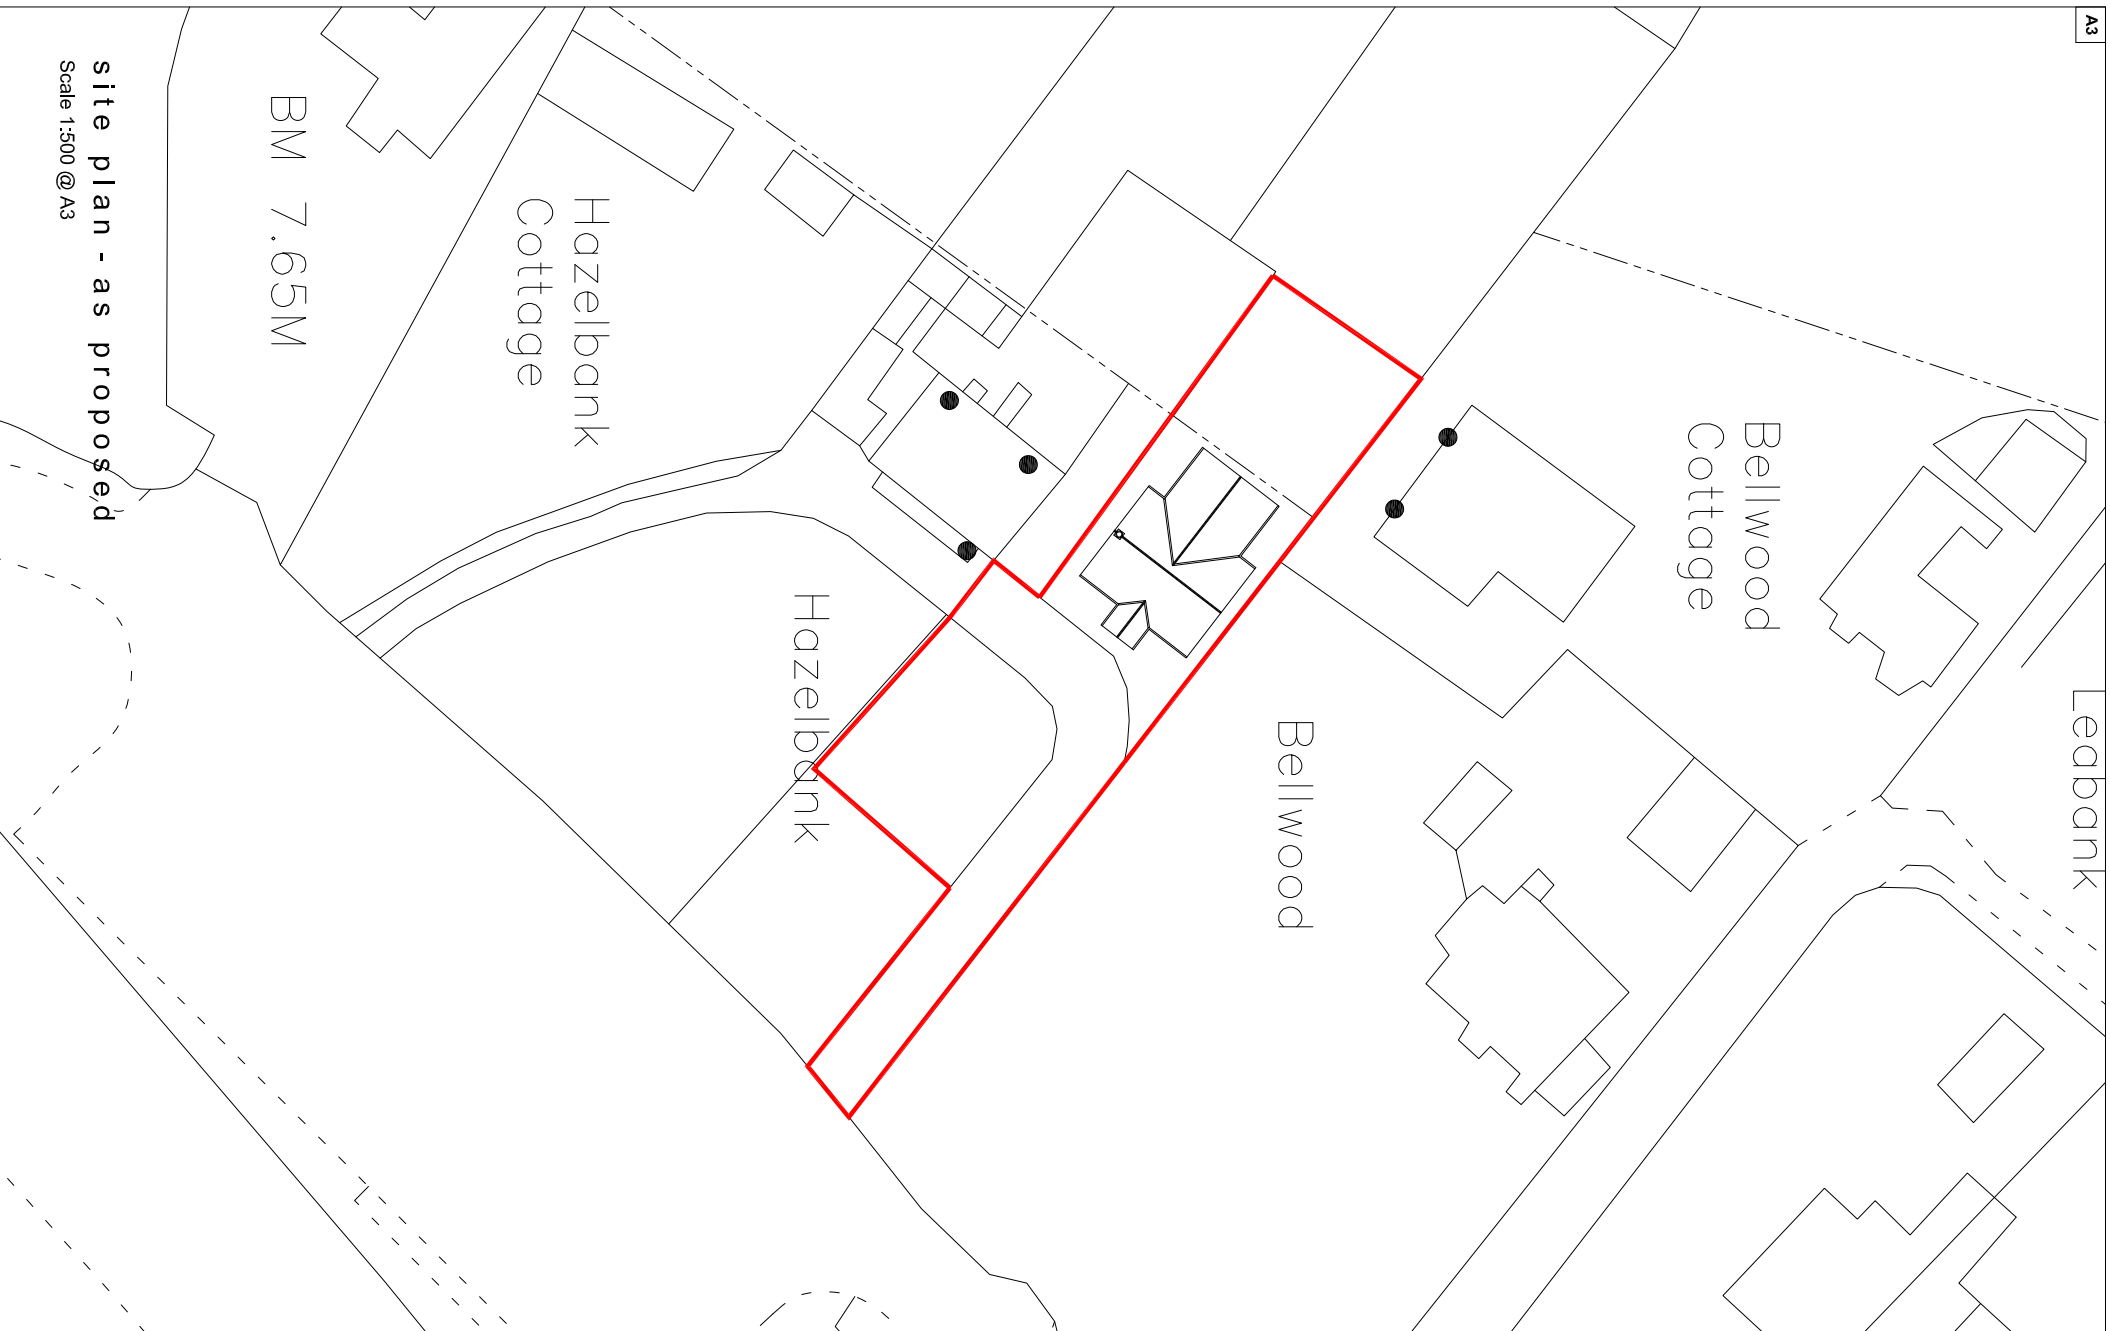 A3
Leabank
Bellwood
Cottage
Bellwood
Hazelbank
Hazelbank
Cottage
BM 7.65M
site plan - as proposed
Scale 1:500 @ A3